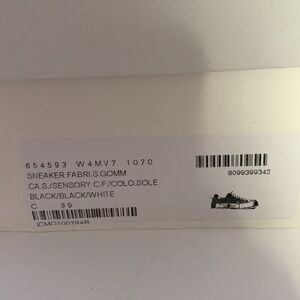 654593 W4MV7 1070
SNEAKER FABRI.S.GOMM
CA.S./SENSORY C.F./COLO.SOLE
BLACK/BLACK/WHITE
C 39
8099399342